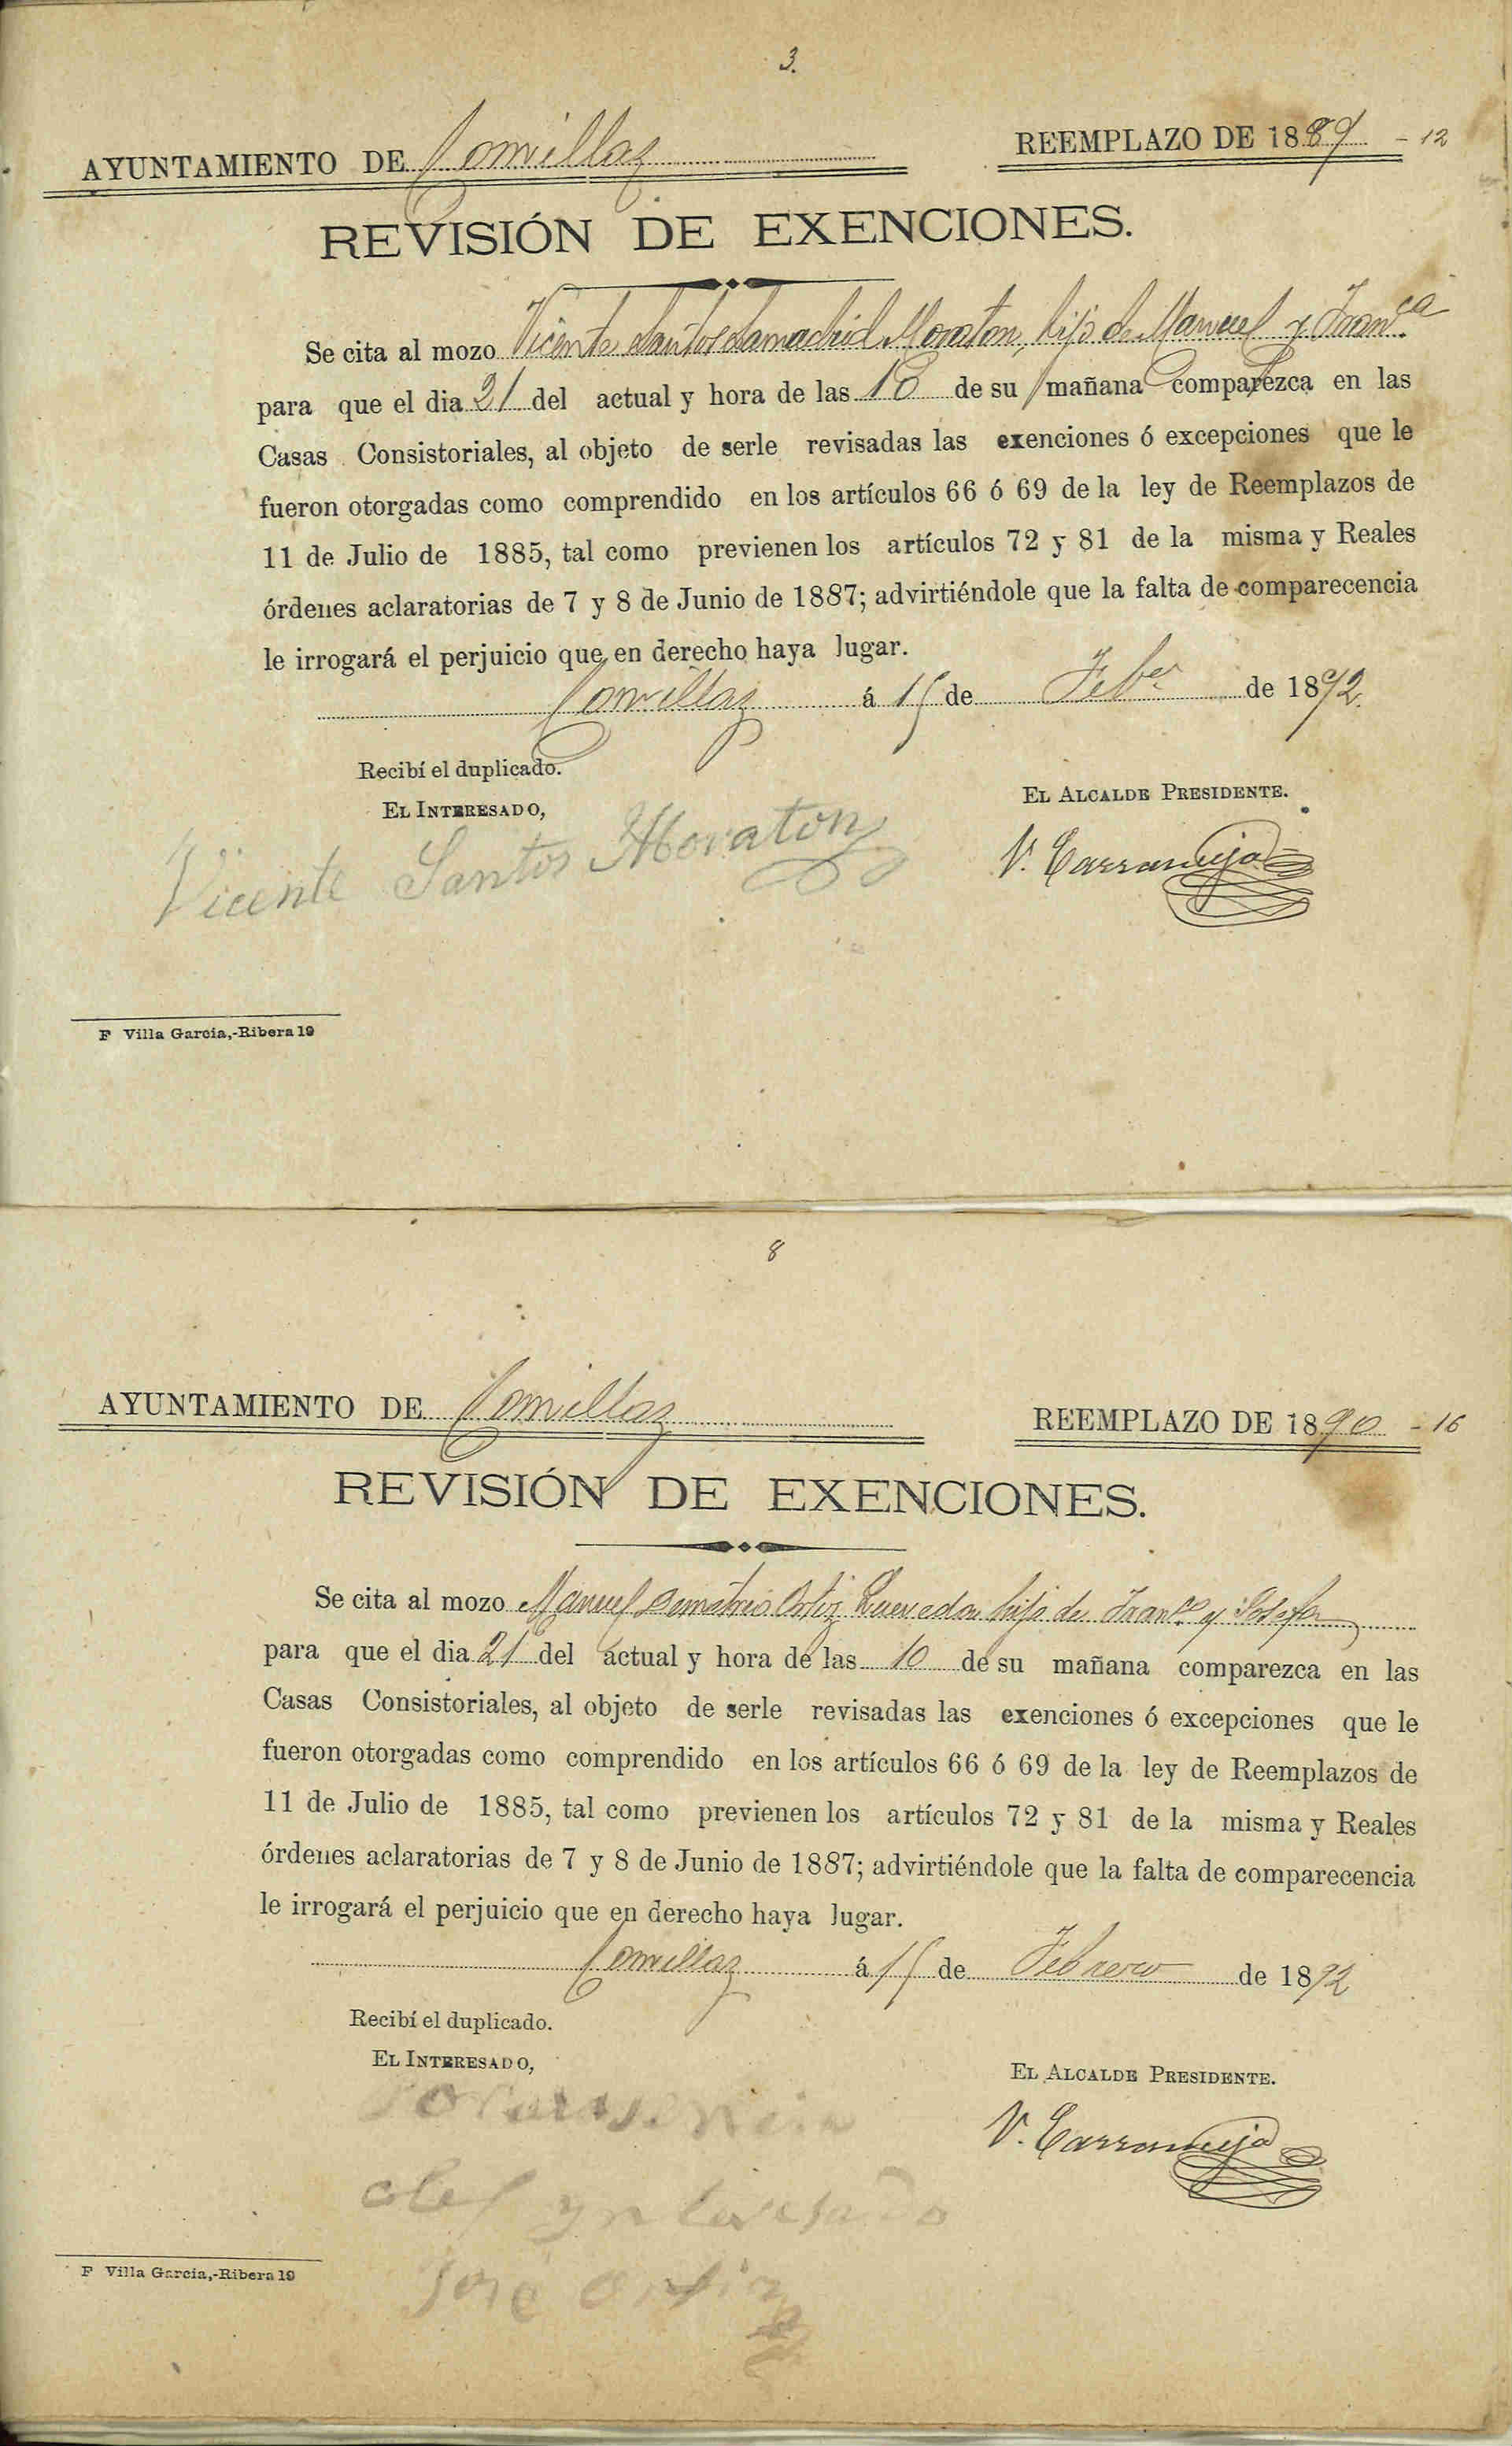 3.
AYUNTAMIENTO DE Comillas
REEMPLAZO DE 1889 - 12
REVISIÓN DE EXENCIONES.
Se cita al mozo Vicente Santos Lamadrid Moraton, hijo de Manuel y Fran.ca
para que el dia 21 del actual y hora de las 10 de su mañana comparezca en las
Casas Consistoriales, al objeto de serle revisadas las exenciones ó excepciones que le
fueron otorgadas como comprendido en los artículos 66 ó 69 de la ley de Reemplazos de
11 de Julio de 1885, tal como previenen los artículos 72 y 81 de la misma y Reales
órdenes aclaratorias de 7 y 8 de Junio de 1887; advirtiéndole que la falta de comparecencia
le irrogará el perjuicio que en derecho haya lugar.
Comillas á 15 de Feber de 1892.
Recibí el duplicado.
EL INTERESADO,
EL ALCALDE PRESIDENTE.
Vicente Santos Moraton
V. Carranceja
F Villa García,-Ribera 19
8
AYUNTAMIENTO DE Comillas
REEMPLAZO DE 1890 - 16
REVISIÓN DE EXENCIONES.
Se cita al mozo Manuel Demetrio Ortiz hijo de Franco y Josefa
para que el dia 21 del actual y hora de las 10 de su mañana comparezca en las
Casas Consistoriales, al objeto de serle revisadas las exenciones ó excepciones que le
fueron otorgadas como comprendido en los artículos 66 ó 69 de la ley de Reemplazos de
11 de Julio de 1885, tal como previenen los artículos 72 y 81 de la misma y Reales
órdenes aclaratorias de 7 y 8 de Junio de 1887; advirtiéndole que la falta de comparecencia
le irrogará el perjuicio que en derecho haya lugar.
Comillas á 15 de Febrero de 1892
Recibí el duplicado.
EL INTERESADO,
EL ALCALDE PRESIDENTE.
V. Carranceja
del ynteresado
José Ortiz
F Villa García,-Ribera 19